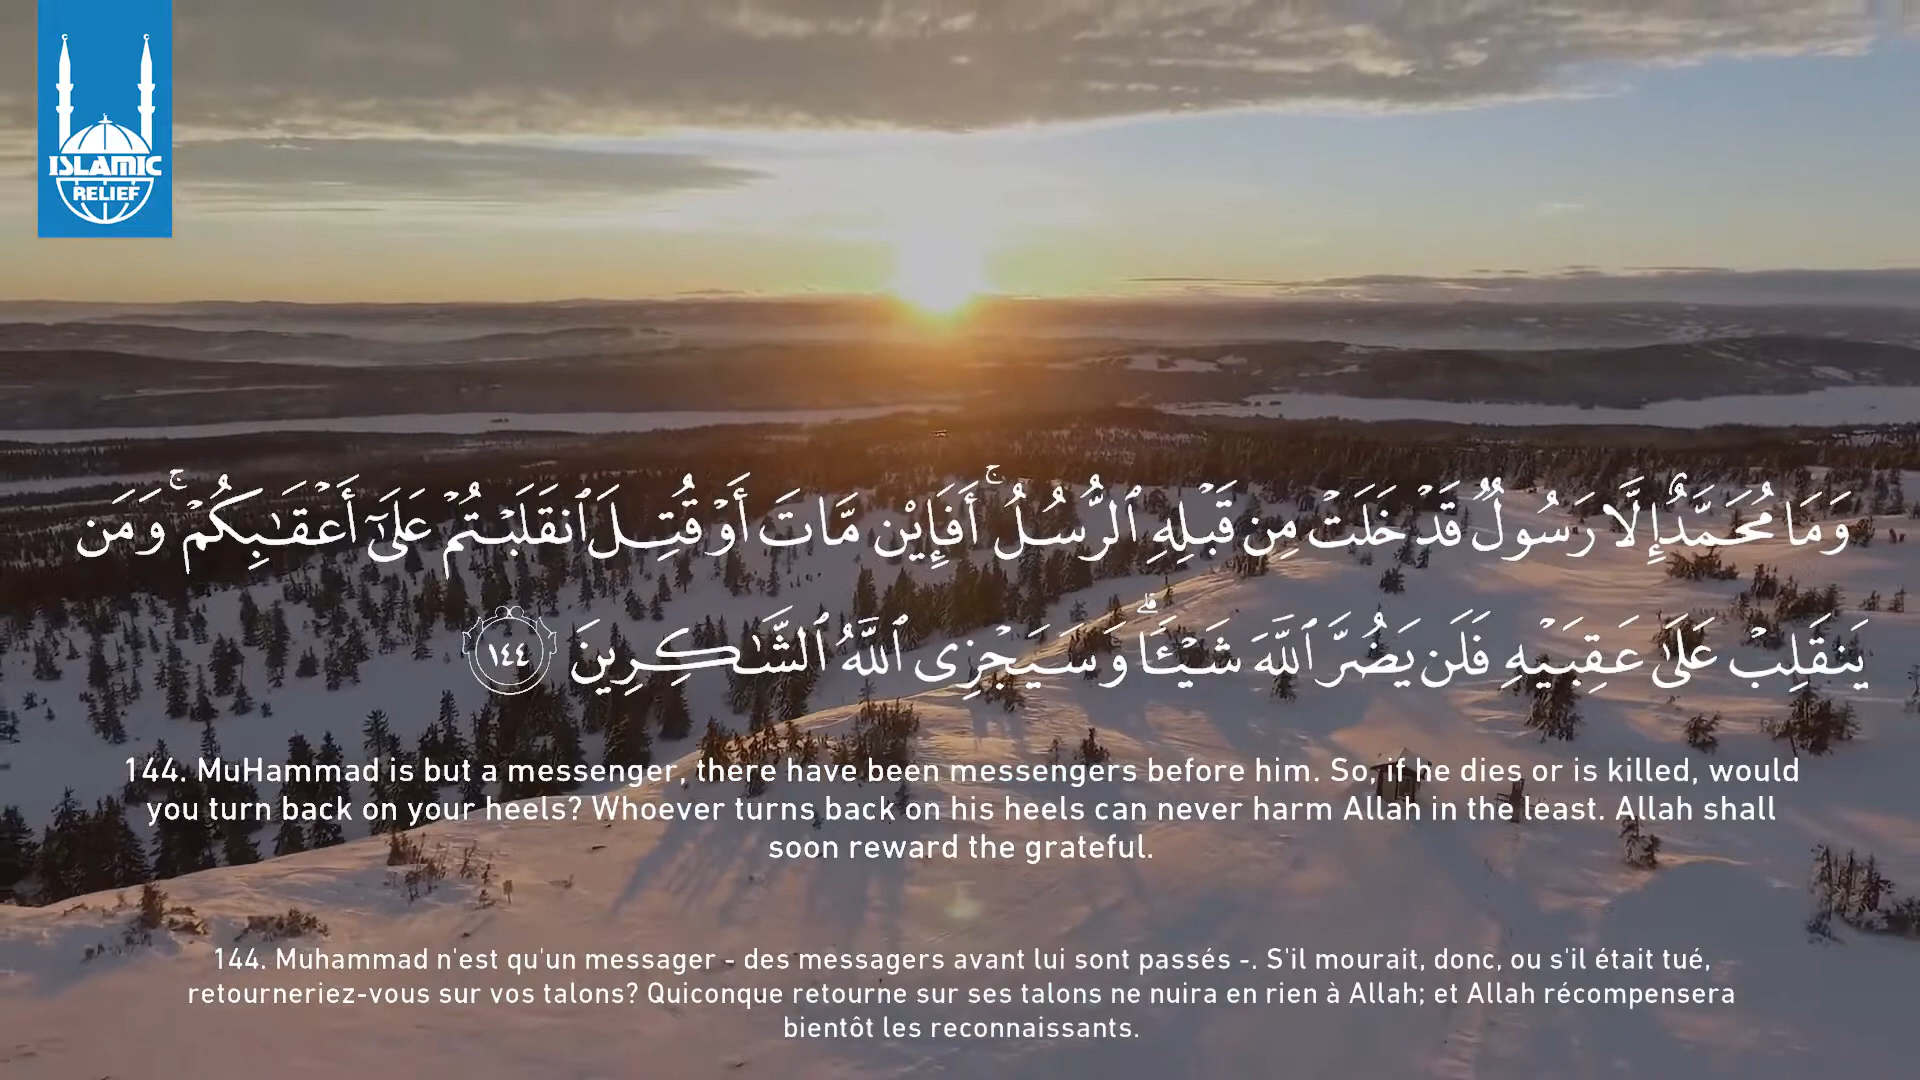 ISLAMIC
RELIEF
وَمَا مُحَمَّدٌ إِلَّا رَسُولٌ قَدْ خَلَتْ مِن قَبْلِهِ ٱلرُّسُلُ ۚ أَفَإِيْن مَّاتَ أَوْ قُتِلَ ٱنقَلَبْتُمْ عَلَىٰٓ أَعْقَـٰبِكُمْ ۚ وَمَن
يَنقَلِبْ عَلَىٰ عَقِبَيْهِ فَلَن يَضُرَّ ٱللَّهَ شَيْـًٔا ۗ وَسَيَجْزِى ٱللَّهُ ٱلشَّـٰكِرِينَ ١٤٤
144. MuHammad is but a messenger, there have been messengers before him. So, if he dies or is killed, would
you turn back on your heels? Whoever turns back on his heels can never harm Allah in the least. Allah shall
soon reward the grateful.
144. Muhammad n'est qu'un messager - des messagers avant lui sont passés -. S'il mourait, donc, ou s'il était tué,
retourneriez-vous sur vos talons? Quiconque retourne sur ses talons ne nuira en rien à Allah; et Allah récompensera
bientôt les reconnaissants.